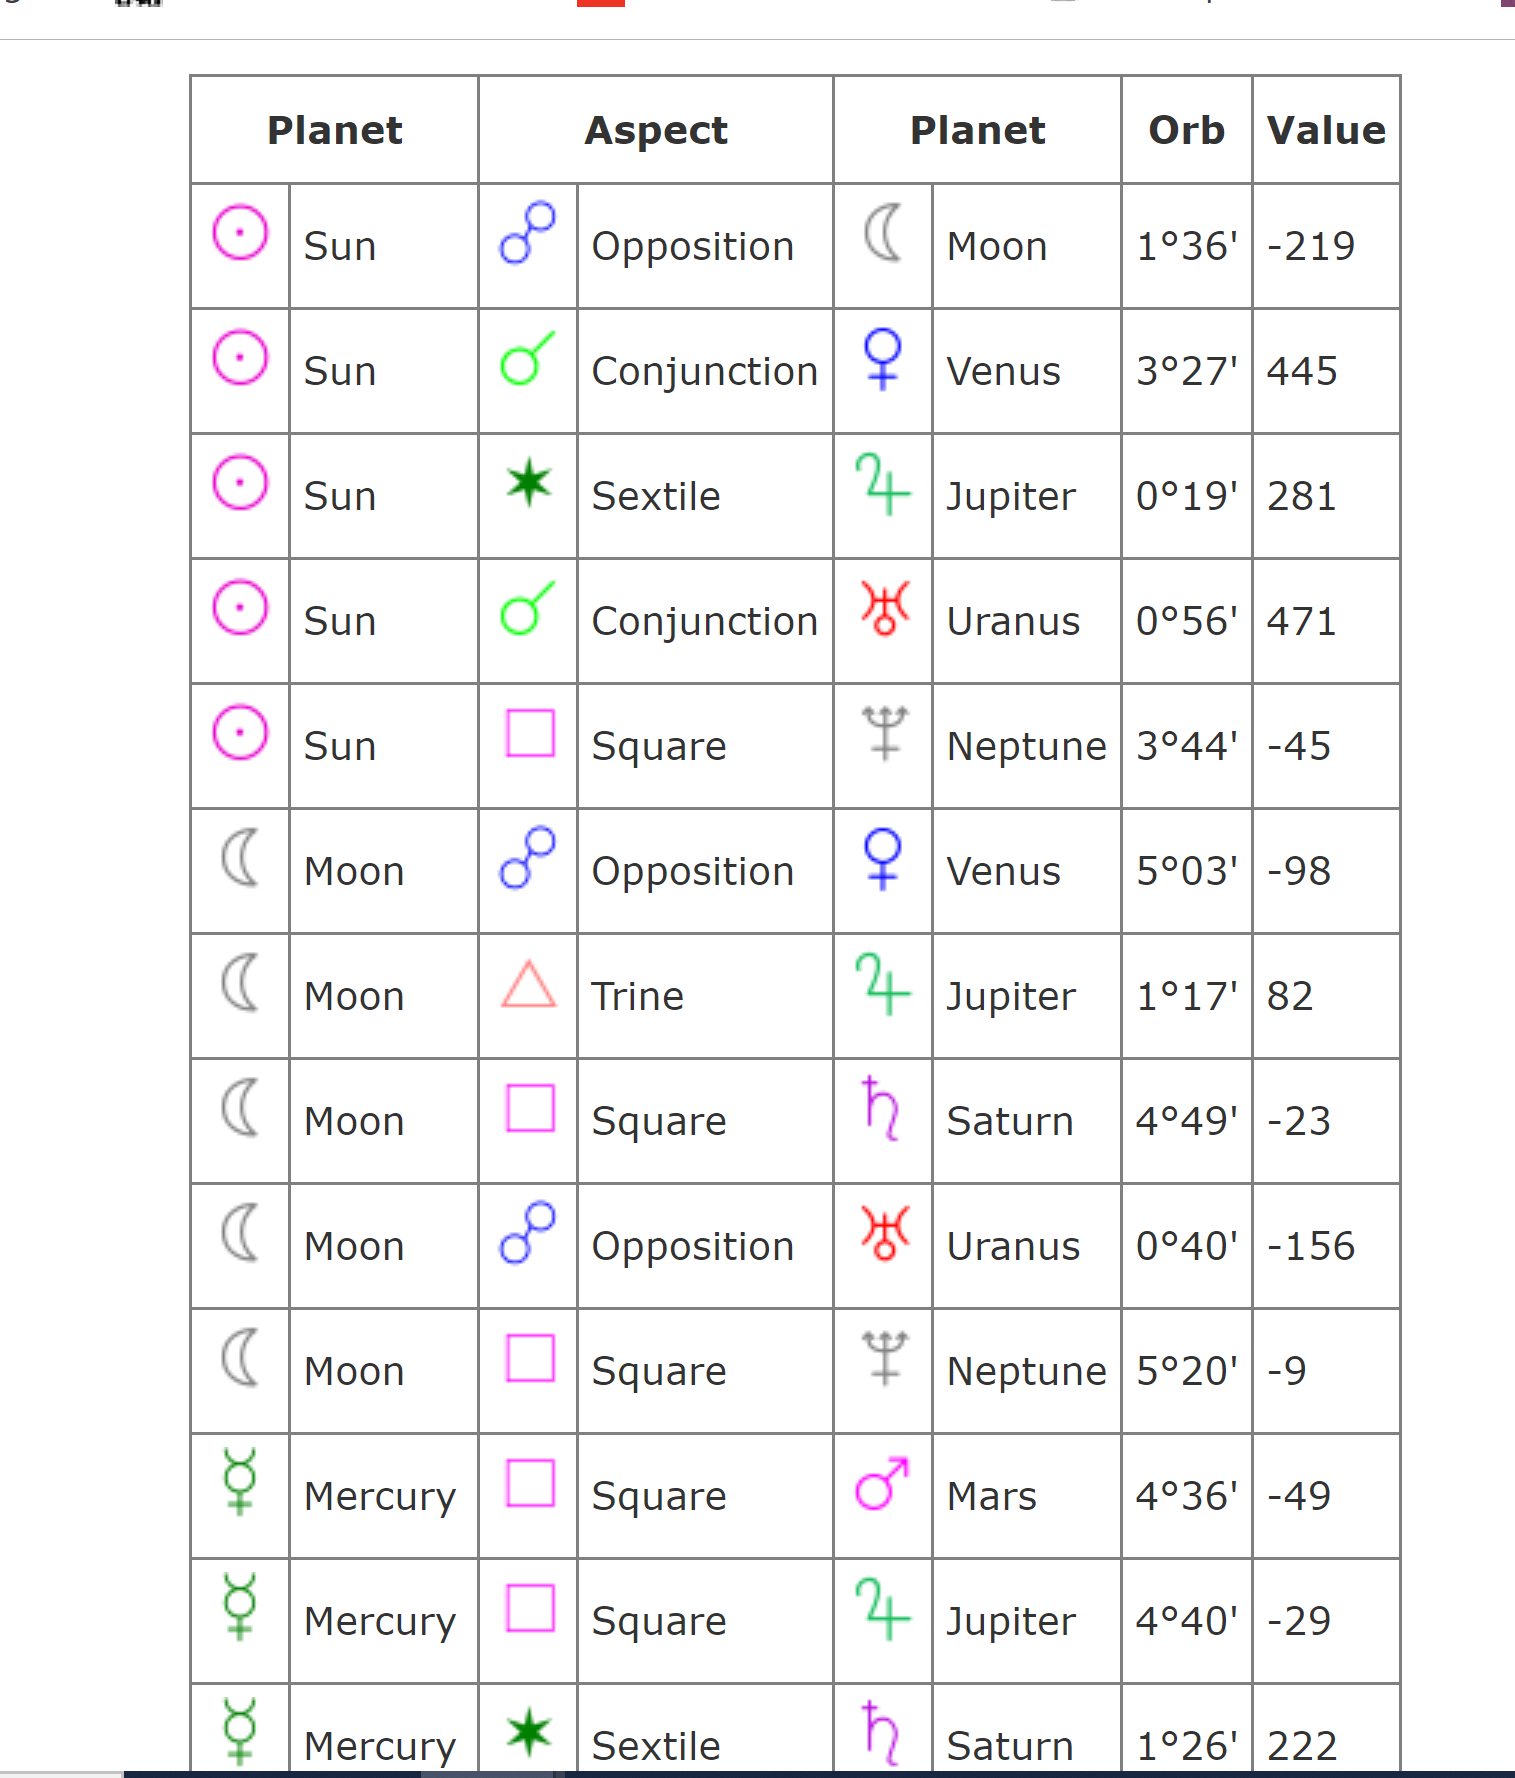 Planet Aspect Planet Orb Value
Sun Opposition Moon 1°36' -219
Sun Conjunction Venus 3°27' 445
Sun Sextile Jupiter 0°19' 281
Sun Conjunction Uranus 0°56' 471
Sun Square Neptune 3°44' -45
Moon Opposition Venus 5°03' -98
Moon Trine Jupiter 1°17' 82
Moon Square Saturn 4°49' -23
Moon Opposition Uranus 0°40' -156
Moon Square Neptune 5°20' -9
Mercury Square Mars 4°36' -49
Mercury Square Jupiter 4°40' -29
Mercury Sextile Saturn 1°26' 222